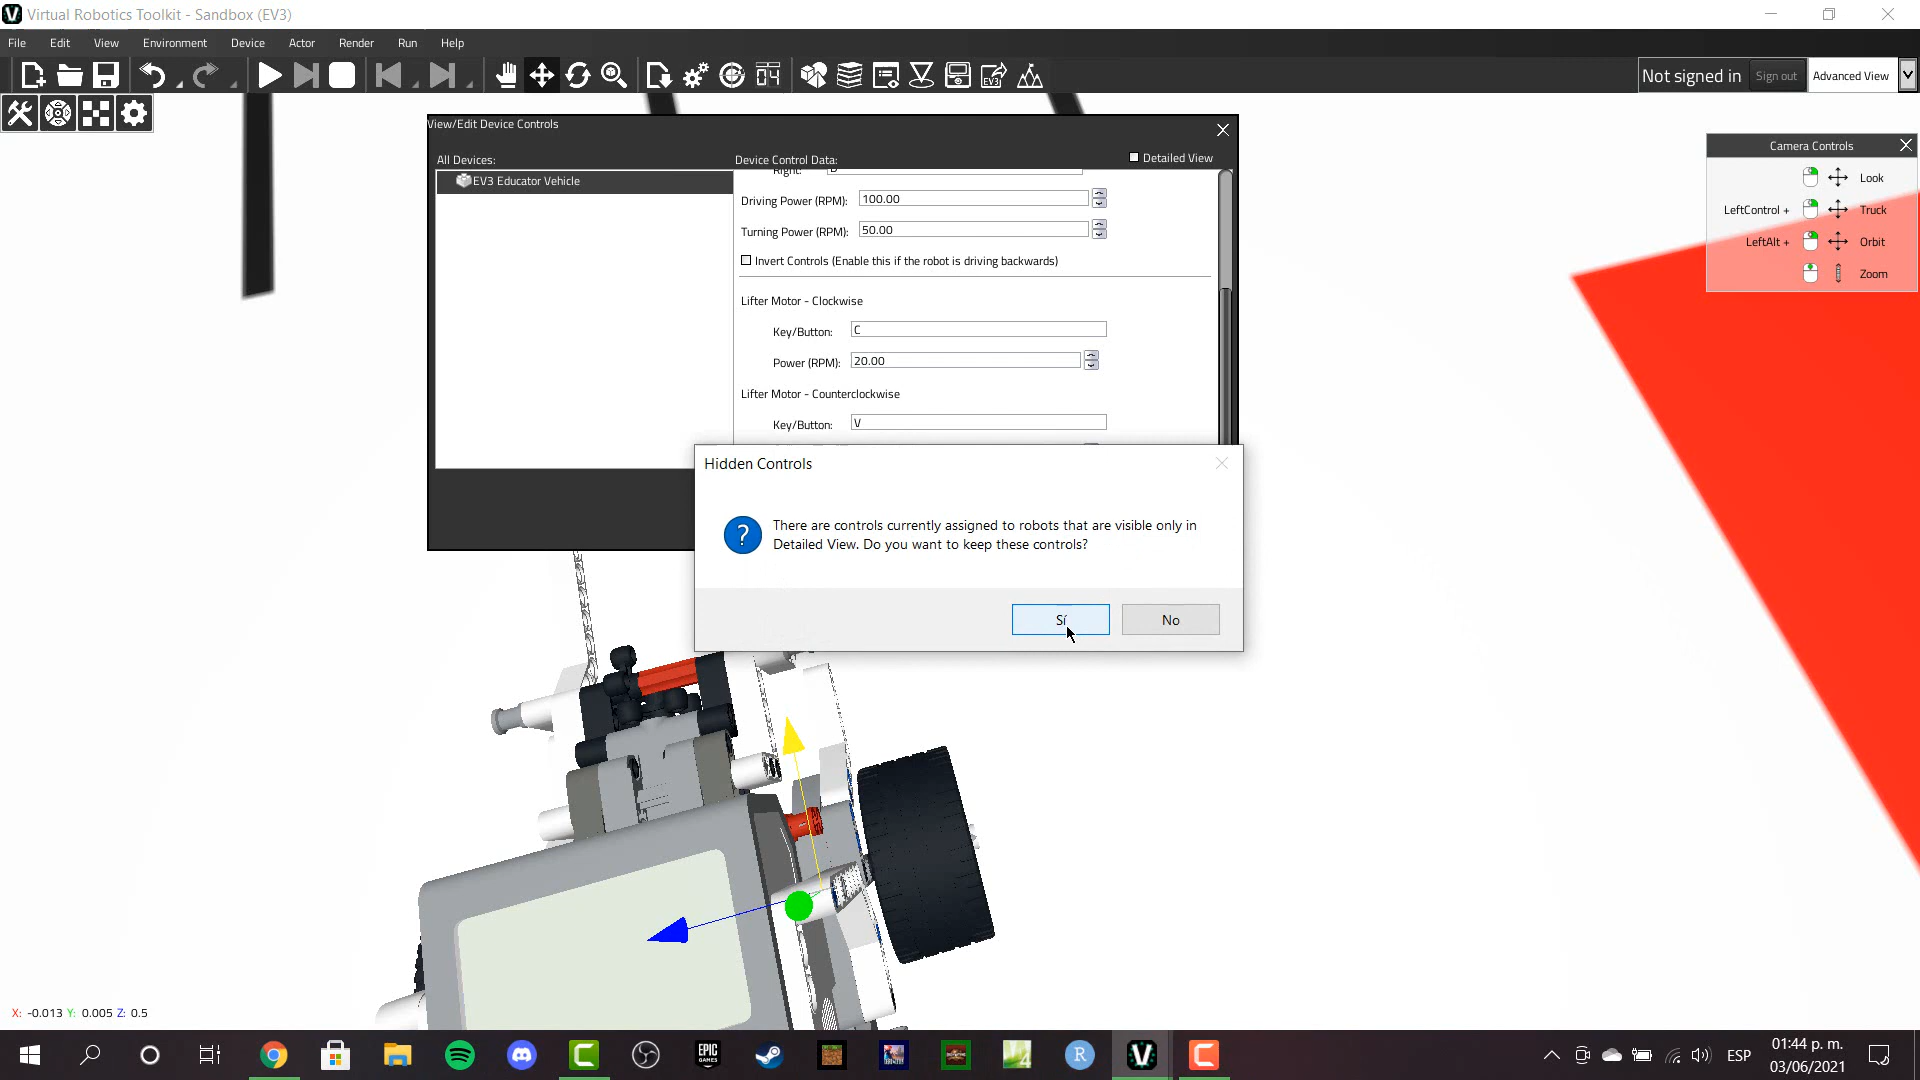 Virtual Robotics Toolkit - Sandbox (EV3)
File Edit View Environment Device Actor Render Run Help
Not signed in Sign out Advanced View
View/Edit Device Controls
All Devices: Device Control Data: Detailed View
EV3 Educator Vehicle
Right:
Driving Power (RPM): 100.00
Turning Power (RPM): 50.00
Invert Controls (Enable this if the robot is driving backwards)
Lifter Motor - Clockwise
Key/Button: C
Power (RPM): 20.00
Lifter Motor - Counterclockwise
Key/Button: V
Hidden Controls
There are controls currently assigned to robots that are visible only in
Detailed View. Do you want to keep these controls?
Sí No
Camera Controls
Look
LeftControl + Truck
LeftAlt + Orbit
Zoom
X: -0.013 Y: 0.005 Z: 0.5
EPIC
GAMES
ESP
01:44 p. m.
03/06/2021